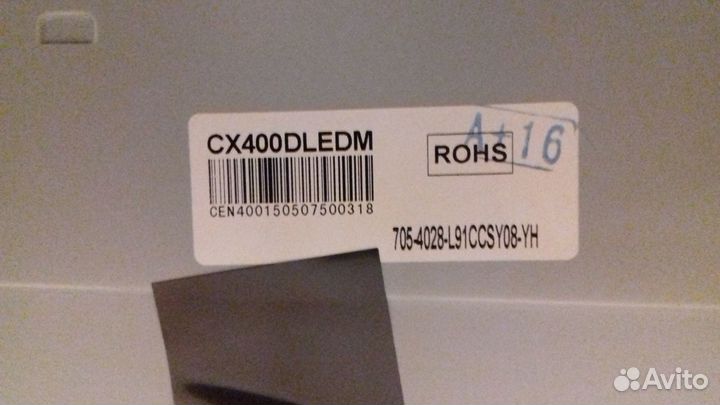 CX400DLEDM
CEN400150507500318
ROHS
A+16
705-4028-L91CCSY08-YH
Avito